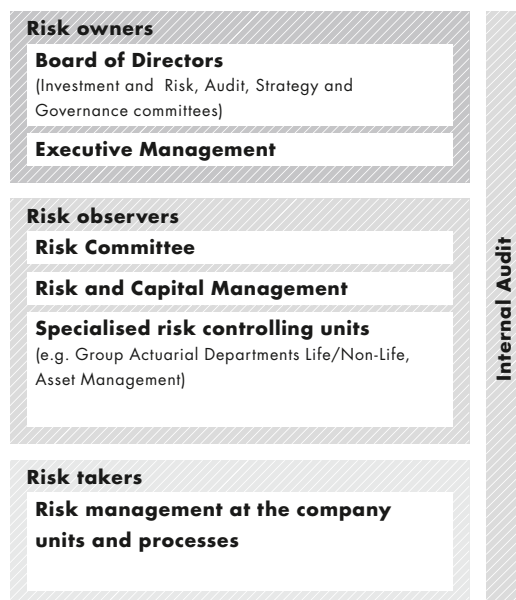 Risk owners
Board of Directors
(Investment and Risk, Audit, Strategy and
Governance committees)
Executive Management
Risk observers
Risk Committee
Risk and Capital Management
Specialised risk controlling units
(e.g. Group Actuarial Departments Life/Non-Life,
Asset Management)
Risk takers
Risk management at the company
units and processes
Internal Audit